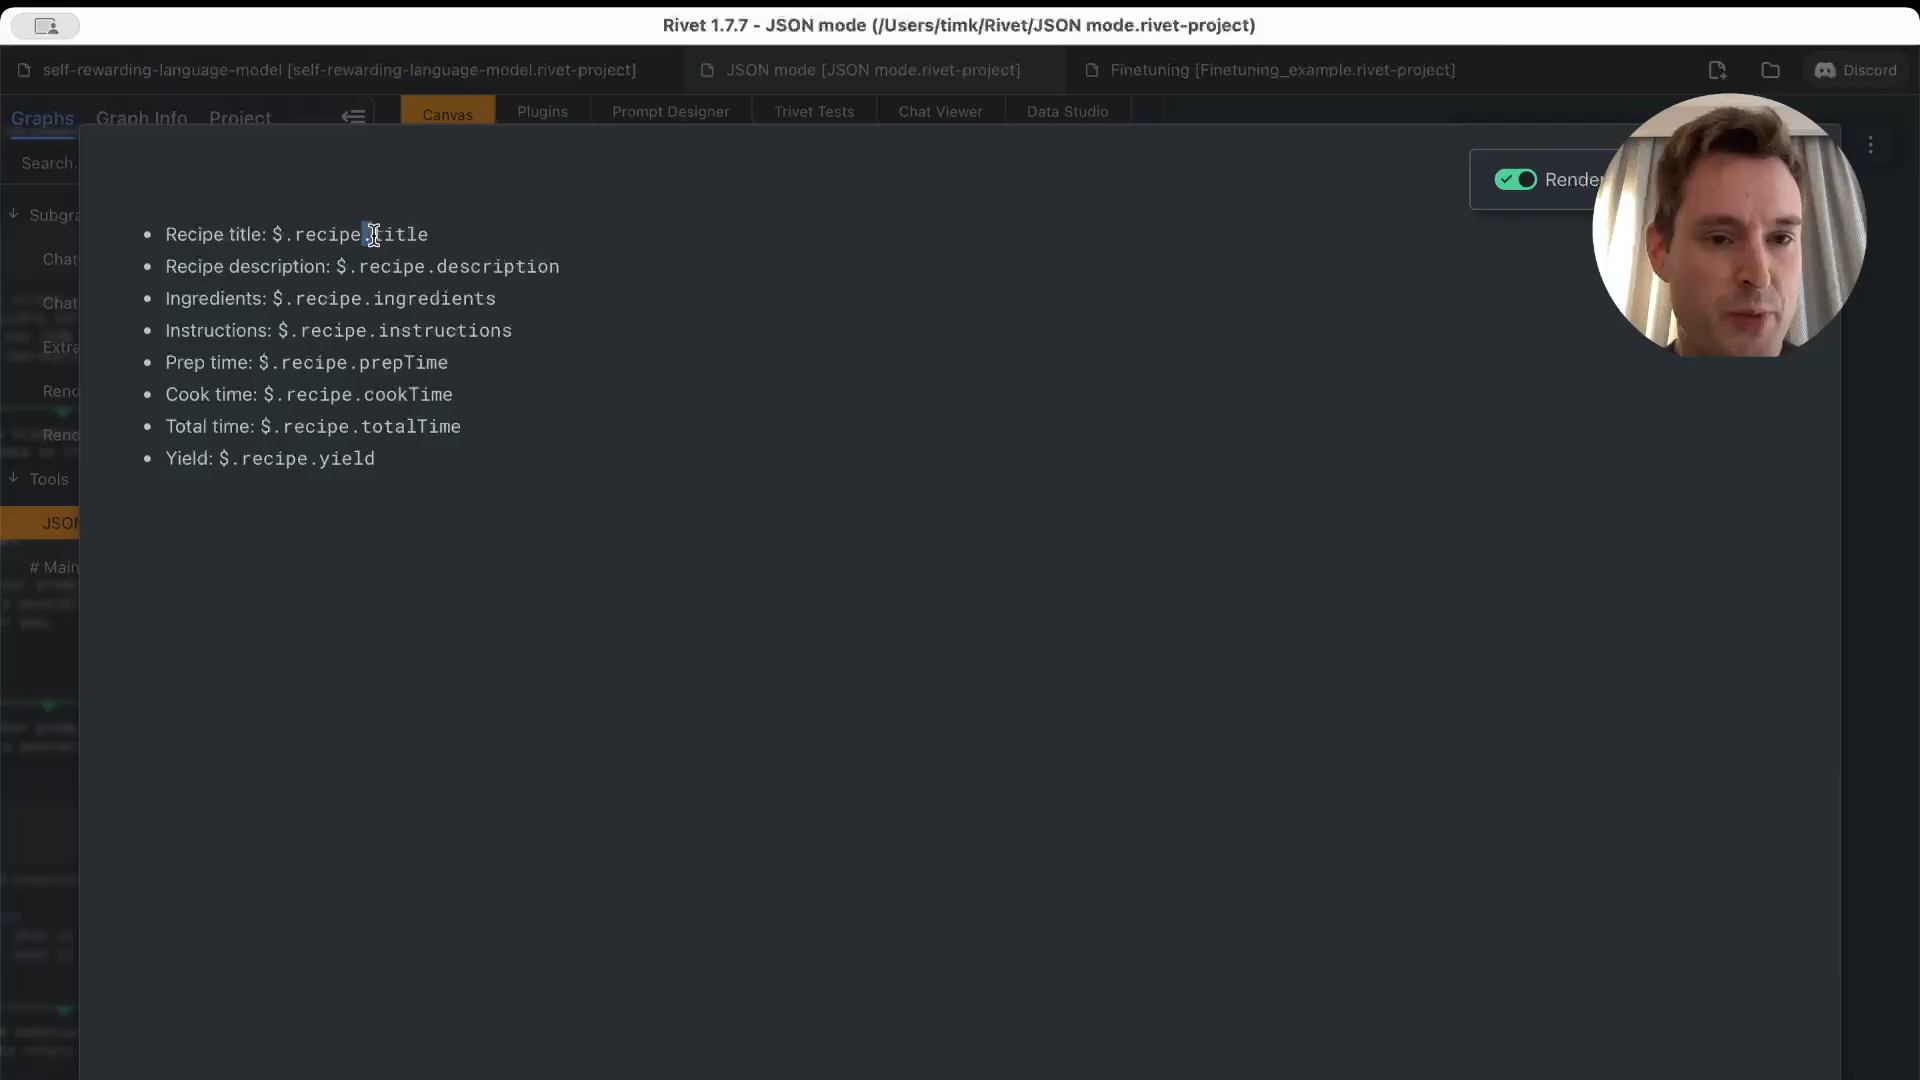 Rivet 1.7.7 - JSON mode (/Users/timk/Rivet/JSON mode.rivet-project)
self-rewarding-language-model [self-rewarding-language-model.rivet-project]
JSON mode [JSON mode.rivet-project]
Finetuning [Finetuning_example.rivet-project]
Discord
Graphs
Graph Info
Project
Canvas
Plugins
Prompt Designer
Trivet Tests
Chat Viewer
Data Studio
Search.
Render
Subgra
Chat
Chat
Extra
Rend
Rend
Tools
JSON
# Main
• Recipe title: $.recipe.title
• Recipe description: $.recipe.description
• Ingredients: $.recipe.ingredients
• Instructions: $.recipe.instructions
• Prep time: $.recipe.prepTime
• Cook time: $.recipe.cookTime
• Total time: $.recipe.totalTime
• Yield: $.recipe.yield